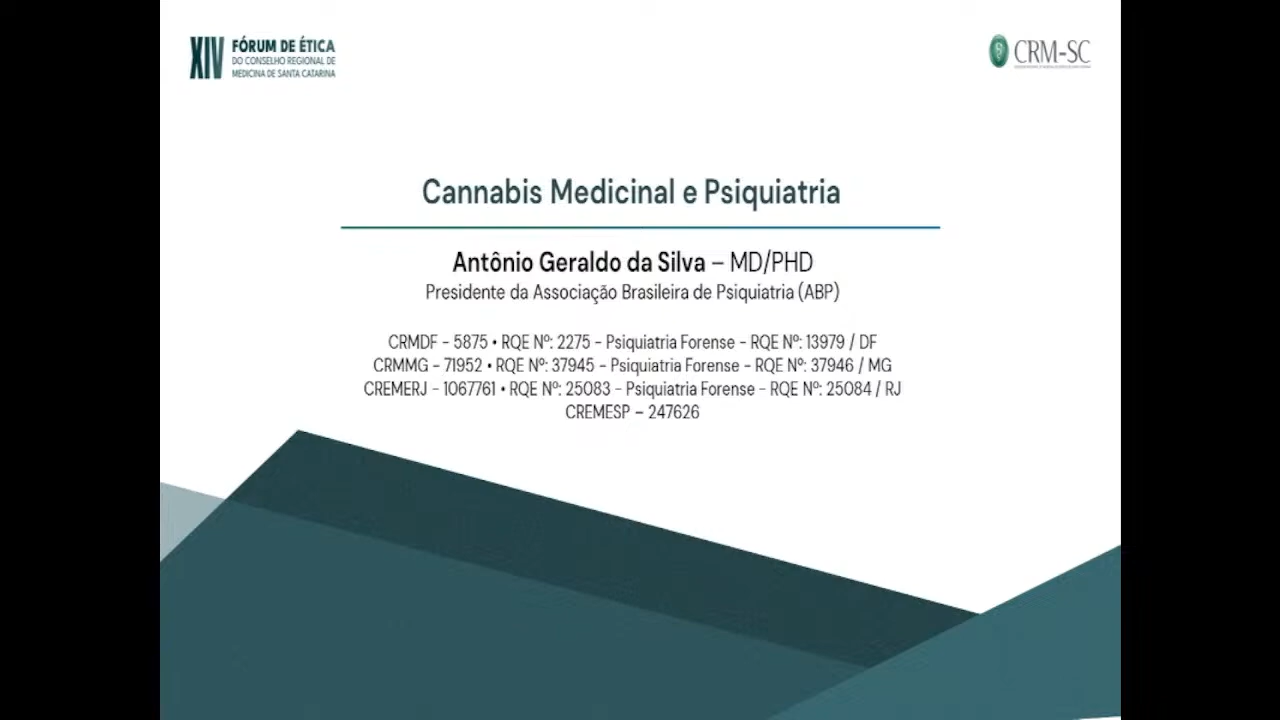 XIV
FÓRUM DE ÉTICA
DO CONSELHO REGIONAL DE
MEDICINA DE SANTA CATARINA
CRM-SC
Cannabis Medicinal e Psiquiatria
Antônio Geraldo da Silva – MD/PHD
Presidente da Associação Brasileira de Psiquiatria (ABP)
CRMDF - 5875 • RQE Nº: 2275 - Psiquiatria Forense - RQE Nº: 13979 / DF
CRMMG - 71952 • RQE Nº: 37945 - Psiquiatria Forense - RQE Nº: 37946 / MG
CREMERJ - 1067761 • RQE Nº: 25083 - Psiquiatria Forense - RQE Nº: 25084 / RJ
CREMESP – 247626